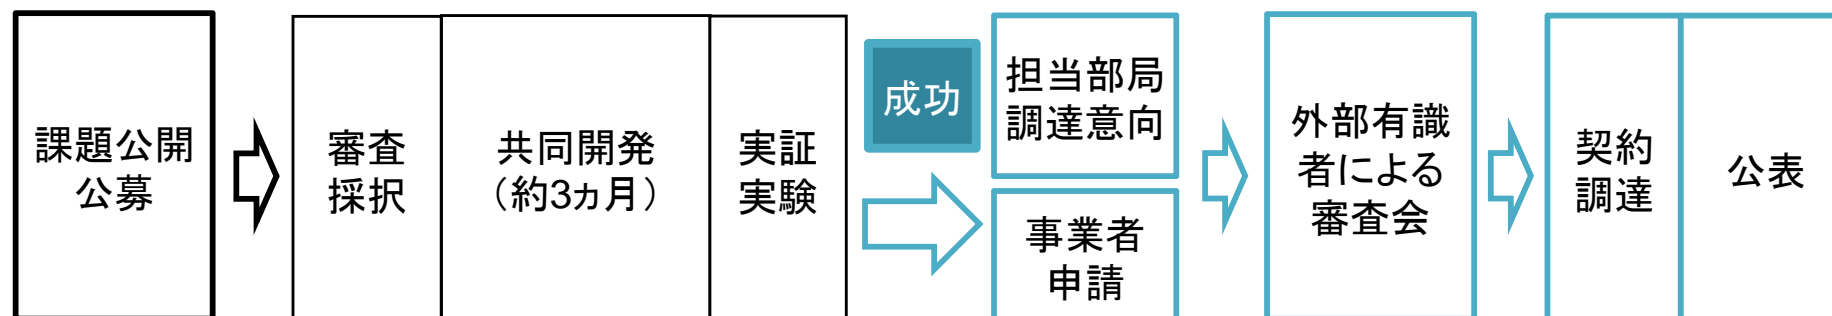 課題公開
公募
審査
採択
共同開発
（約3ヵ月）
実証
実験
成功
担当部局
調達意向
事業者
申請
外部有識
者による
審査会
契約
調達
公表